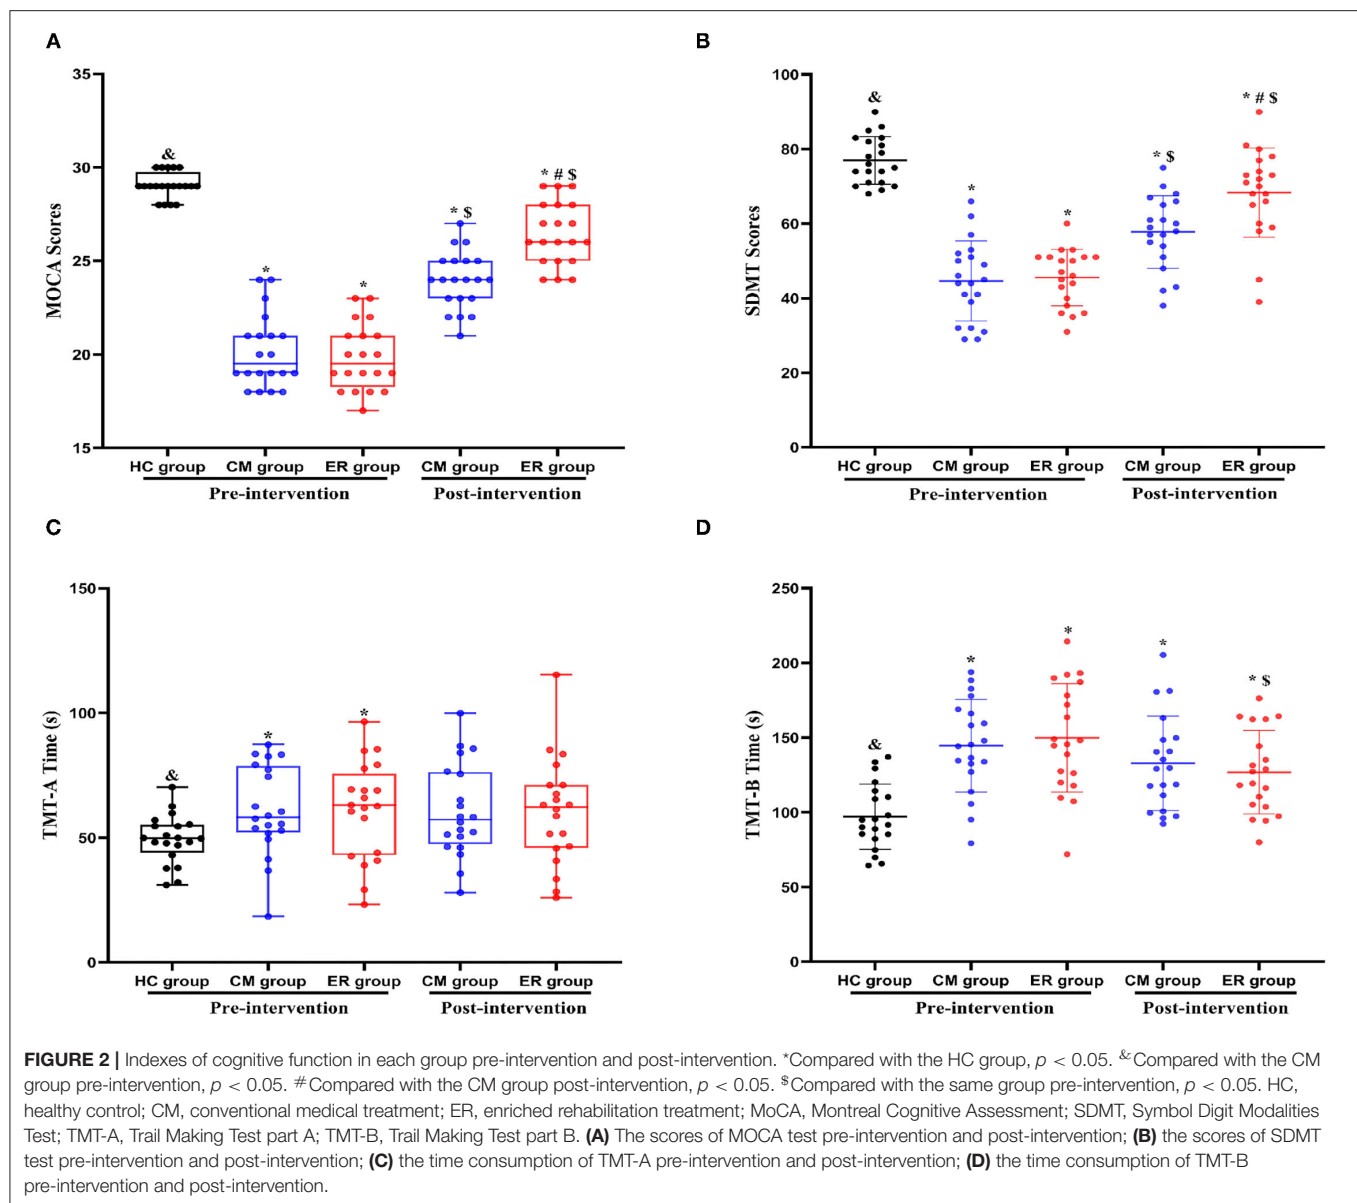 A
MOCA Scores
35
30
25
20
15
&
*
*
* $
* # $
HC group CM group ER group CM group ER group
Pre-intervention Post-intervention
B
SDMT Scores
100
80
60
40
20
0
&
*
*
* $
* # $
HC group CM group ER group CM group ER group
Pre-intervention Post-intervention
C
TMT-A Time (s)
150
100
50
0
&
*
*
HC group CM group ER group CM group ER group
Pre-intervention Post-intervention
D
TMT-B Time (s)
250
200
150
100
50
0
&
*
*
*
* $
HC group CM group ER group CM group ER group
Pre-intervention Post-intervention
FIGURE 2 | Indexes of cognitive function in each group pre-intervention and post-intervention. *Compared with the HC group, p < 0.05. &Compared with the CM
group pre-intervention, p < 0.05. #Compared with the CM group post-intervention, p < 0.05. $Compared with the same group pre-intervention, p < 0.05. HC,
healthy control; CM, conventional medical treatment; ER, enriched rehabilitation treatment; MoCA, Montreal Cognitive Assessment; SDMT, Symbol Digit Modalities
Test; TMT-A, Trail Making Test part A; TMT-B, Trail Making Test part B. (A) The scores of MOCA test pre-intervention and post-intervention; (B) the scores of SDMT
test pre-intervention and post-intervention; (C) the time consumption of TMT-A pre-intervention and post-intervention; (D) the time consumption of TMT-B
pre-intervention and post-intervention.